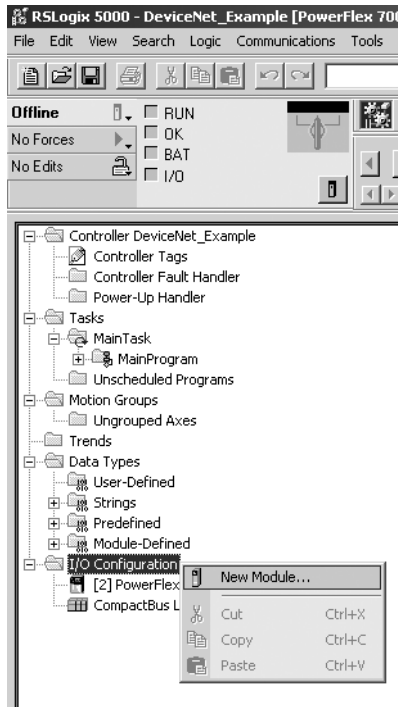 RSLogix 5000 - DeviceNet_Example [PowerFlex 700
File Edit View Search Logic Communications Tools
Offline RUN
No Forces OK
No Edits BAT
I/O
Controller DeviceNet_Example
Controller Tags
Controller Fault Handler
Power-Up Handler
Tasks
MainTask
MainProgram
Unscheduled Programs
Motion Groups
Ungrouped Axes
Trends
Data Types
User-Defined
Strings
Predefined
Module-Defined
I/O Configuration
New Module...
[2] PowerFlex
CompactBus L
Cut Ctrl+X
Copy Ctrl+C
Paste Ctrl+V